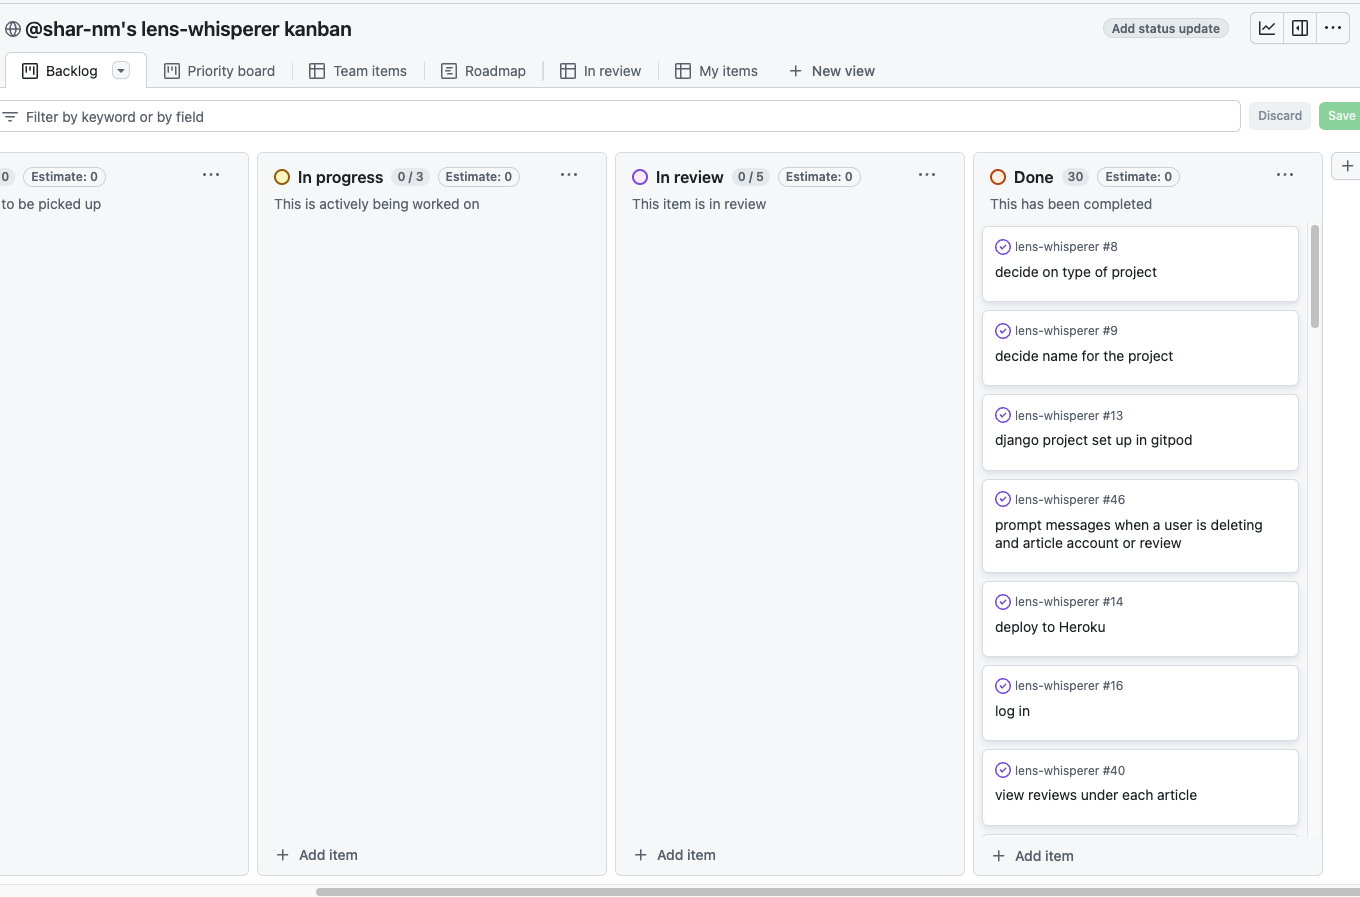 @shar-nm's lens-whisperer kanban
Add status update
Backlog
Priority board
Team items
Roadmap
In review
My items
New view
Filter by keyword or by field
Discard
Save
0
Estimate: 0
to be picked up
In progress
0 / 3
Estimate: 0
This is actively being worked on
Add item
In review
0 / 5
Estimate: 0
This item is in review
Add item
Done
30
Estimate: 0
This has been completed
lens-whisperer #8
decide on type of project
lens-whisperer #9
decide name for the project
lens-whisperer #13
django project set up in gitpod
lens-whisperer #46
prompt messages when a user is deleting
and article account or review
lens-whisperer #14
deploy to Heroku
lens-whisperer #16
log in
lens-whisperer #40
view reviews under each article
Add item